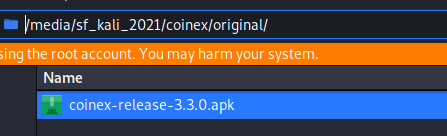 /media/sf_kali_2021/coinex/original/
sing the root account. You may harm your system.
Name
coinex-release-3.3.0.apk